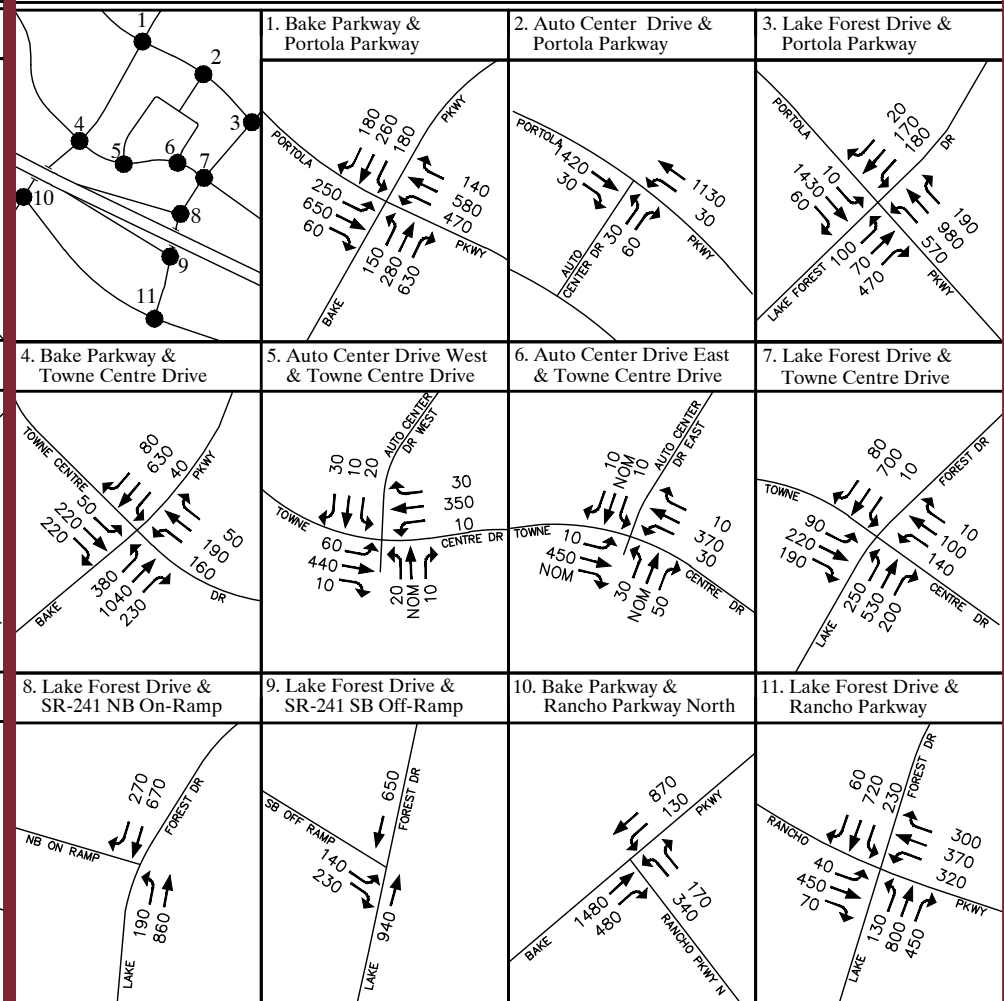 1
2
3
4
5
6
7
8
9
10
11
1. Bake Parkway &
Portola Parkway
PORTOLA
PKWY
180
260
180
250
650
60
140
580
470
150
280
630
PKWY
BAKE
2. Auto Center Drive &
Portola Parkway
PORTOLA
1420
30
1130
30
30
60
AUTO
CENTER DR
PKWY
3. Lake Forest Drive &
Portola Parkway
PORTOLA
DR
20
170
180
10
1430
60
190
980
570
100
70
470
LAKE FOREST
PKWY
4. Bake Parkway &
Towne Centre Drive
TOWNE CENTRE
PKWY
80
630
40
50
220
220
50
190
160
380
1040
230
BAKE
DR
5. Auto Center Drive West
& Towne Centre Drive
AUTO CENTER
DR WEST
30
10
20
30
350
10
TOWNE
CENTRE DR
60
440
10
20
NOM
10
6. Auto Center Drive East
& Towne Centre Drive
AUTO CENTER
DR EAST
10
NOM
10
TOWNE
10
450
NOM
10
370
30
30
NOM
50
CENTRE DR
7. Lake Forest Drive &
Towne Centre Drive
FOREST DR
TOWNE
80
700
10
90
220
190
10
100
140
250
530
200
LAKE
CENTRE DR
8. Lake Forest Drive &
SR-241 NB On-Ramp
270
670
FOREST DR
NB ON RAMP
190
860
LAKE
9. Lake Forest Drive &
SR-241 SB Off-Ramp
650
FOREST DR
SB OFF RAMP
140
230
940
LAKE
10. Bake Parkway &
Rancho Parkway North
870
130
PKWY
1480
480
170
340
BAKE
RANCHO PKWY N
11. Lake Forest Drive &
Rancho Parkway
FOREST DR
60
720
230
RANCHO
300
370
320
40
450
70
130
800
450
PKWY
LAKE